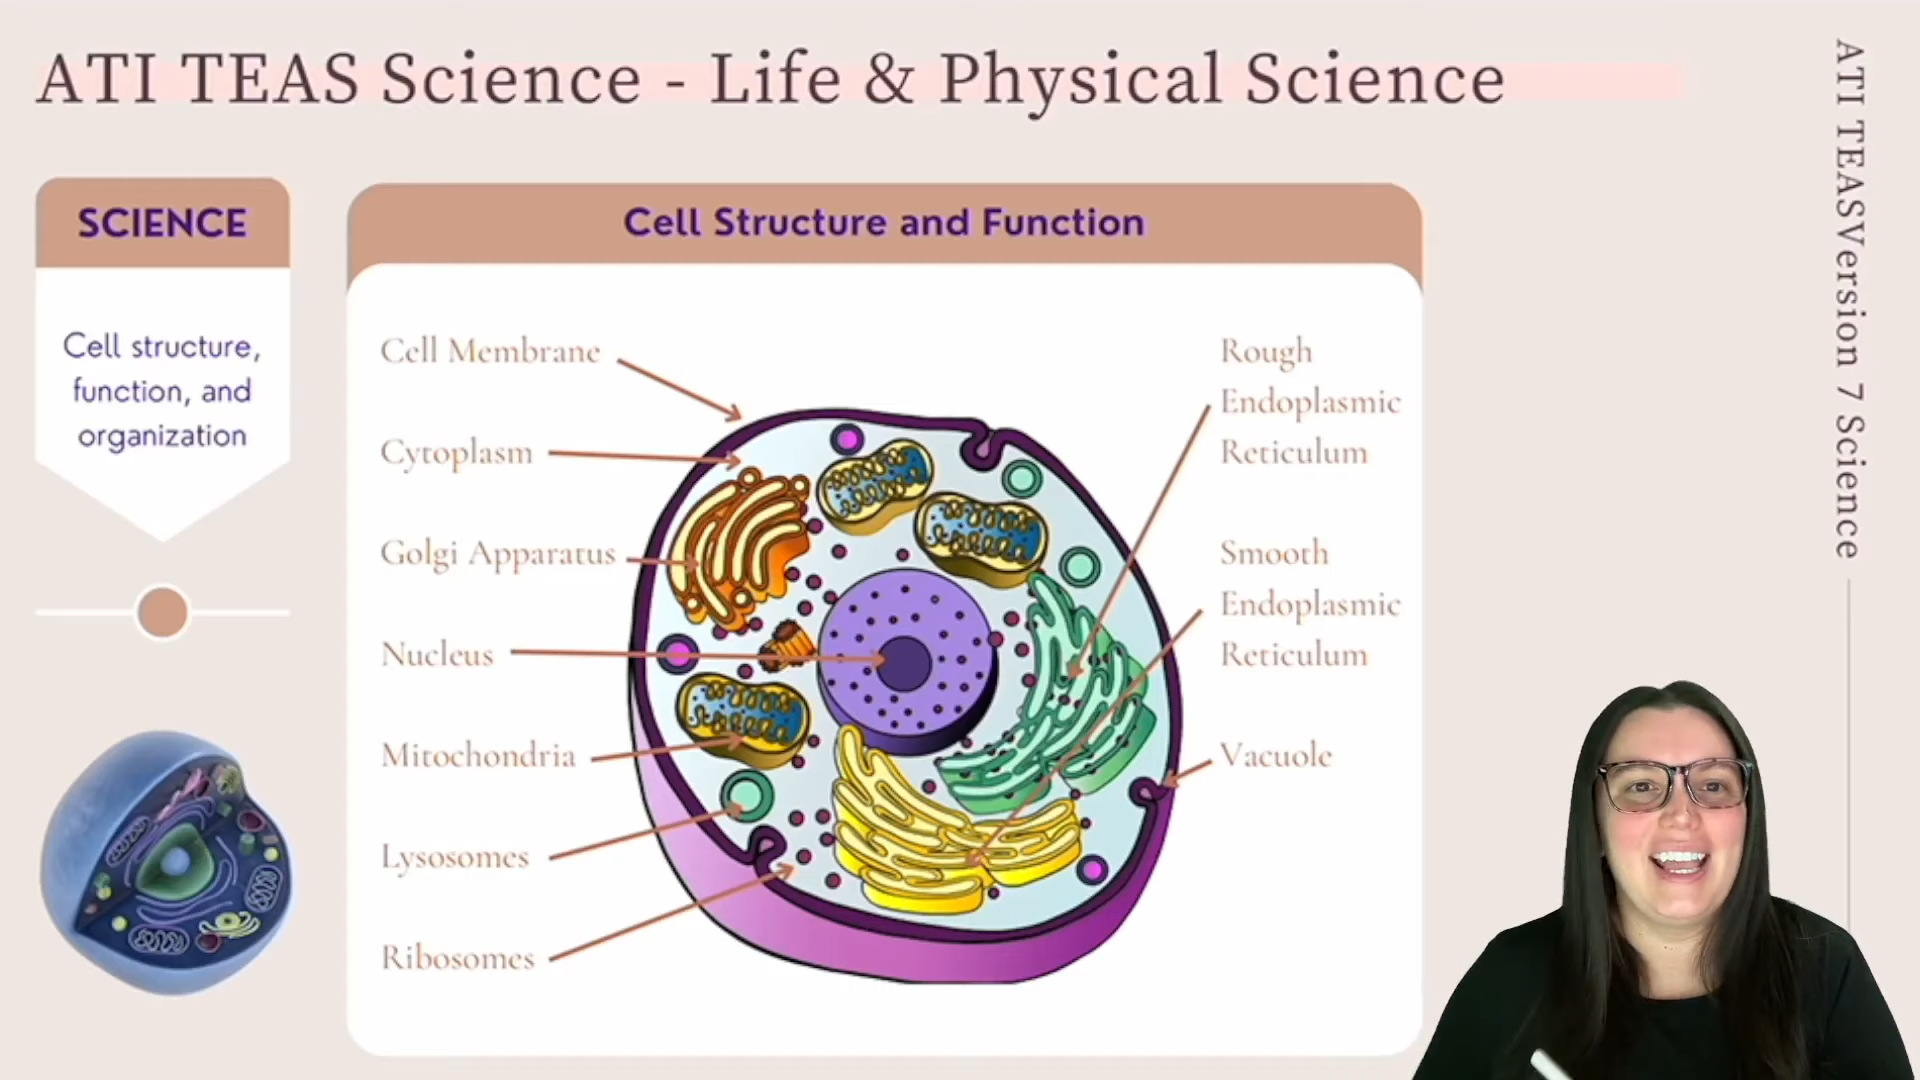 ATI TEAS Science - Life & Physical Science
SCIENCE
Cell structure,
function, and
organization
Cell Structure and Function
Cell Membrane
Cytoplasm
Golgi Apparatus
Nucleus
Mitochondria
Lysosomes
Ribosomes
Rough
Endoplasmic
Reticulum
Smooth
Endoplasmic
Reticulum
Vacuole
ATI TEASVersion 7 Science